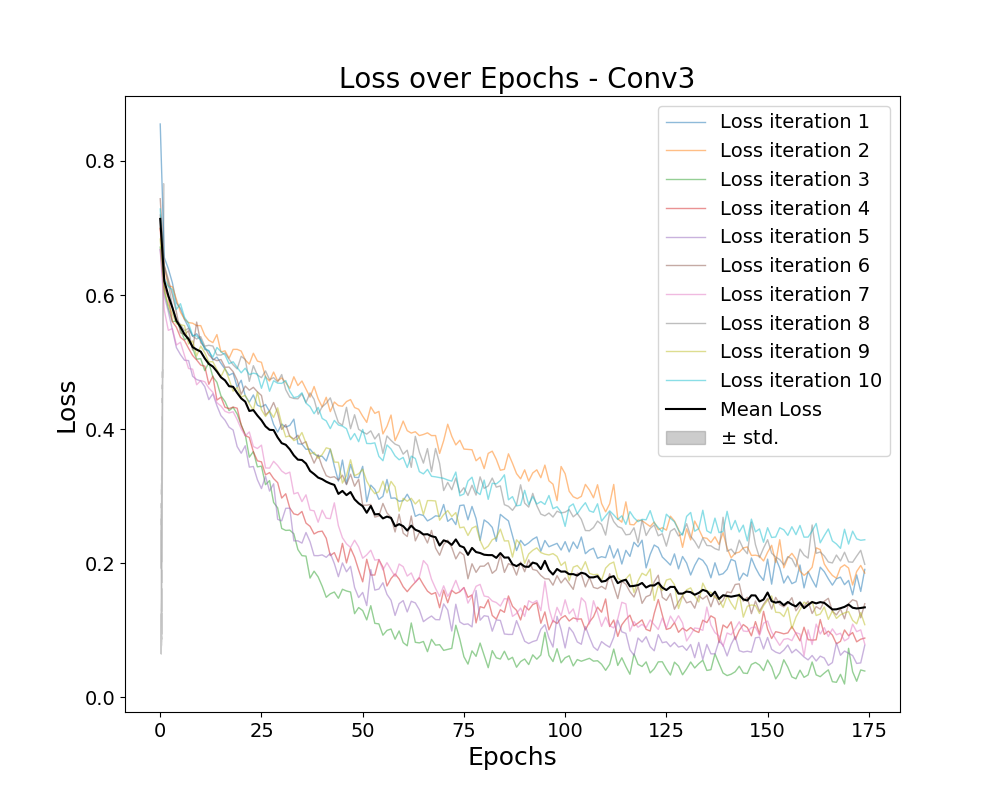 Loss over Epochs - Conv3
Loss iteration 1
Loss iteration 2
Loss iteration 3
Loss iteration 4
Loss iteration 5
Loss iteration 6
Loss iteration 7
Loss iteration 8
Loss iteration 9
Loss iteration 10
Mean Loss
± std.
Loss
0.8
0.6
0.4
0.2
0.0
0 25 50 75 100 125 150 175
Epochs